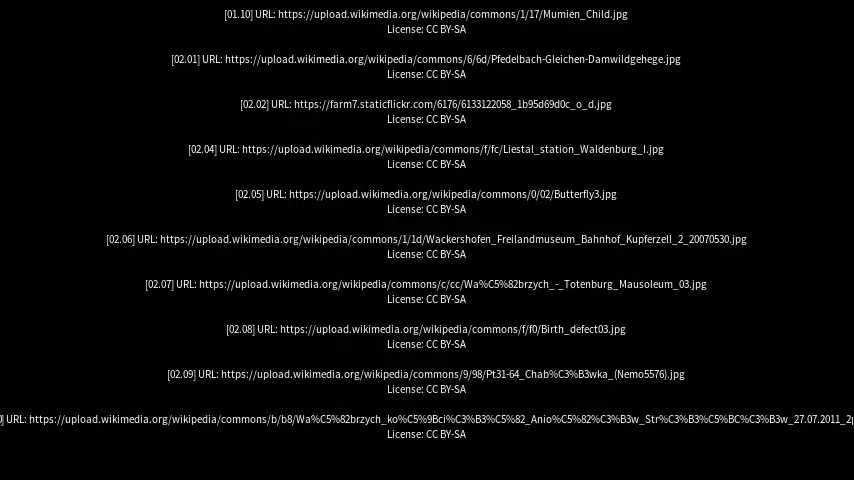 [01.10] URL: https://upload.wikimedia.org/wikipedia/commons/1/17/Mumien_Child.jpg
License: CC BY-SA
[02.01] URL: https://upload.wikimedia.org/wikipedia/commons/6/6d/Pfedelbach-Gleichen-Damwildgehege.jpg
License: CC BY-SA
[02.02] URL: https://farm7.staticflickr.com/6176/6133122058_1b95d69d0c_o_d.jpg
License: CC BY-SA
[02.04] URL: https://upload.wikimedia.org/wikipedia/commons/f/fc/Liestal_station_Waldenburg_I.jpg
License: CC BY-SA
[02.05] URL: https://upload.wikimedia.org/wikipedia/commons/0/02/Butterfly3.jpg
License: CC BY-SA
[02.06] URL: https://upload.wikimedia.org/wikipedia/commons/1/1d/Wackershofen_Freilandmuseum_Bahnhof_Kupferzell_2_20070530.jpg
License: CC BY-SA
[02.07] URL: https://upload.wikimedia.org/wikipedia/commons/c/cc/Wa%C5%82brzych_-_Totenburg_Mausoleum_03.jpg
License: CC BY-SA
[02.08] URL: https://upload.wikimedia.org/wikipedia/commons/f/f0/Birth_defect03.jpg
License: CC BY-SA
[02.09] URL: https://upload.wikimedia.org/wikipedia/commons/9/98/Pt31-64_Chab%C3%B3wka_(Nemo5576).jpg
License: CC BY-SA
] URL: https://upload.wikimedia.org/wikipedia/commons/b/b8/Wa%C5%82brzych_ko%C5%9Bci%C3%B3%C5%82_Anio%C5%82%C3%B3w_Str%C3%B3%C5%BC%C3%B3w_27.07.2011_2
License: CC BY-SA